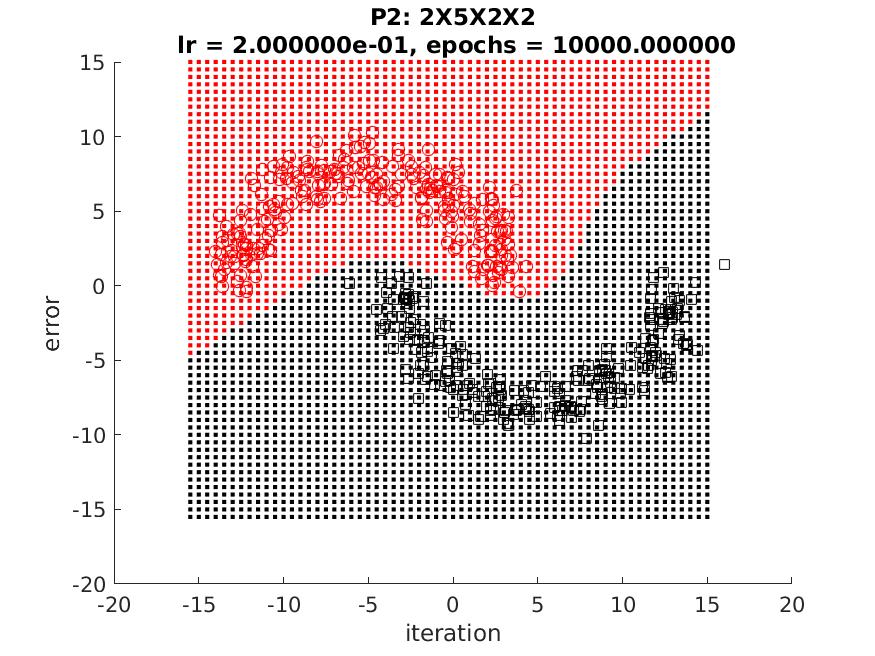 P2: 2X5X2X2
lr = 2.000000e-01, epochs = 10000.000000
15
10
5
0
-5
-10
-15
-20
error
-20 -15 -10 -5 0 5 10 15 20
iteration